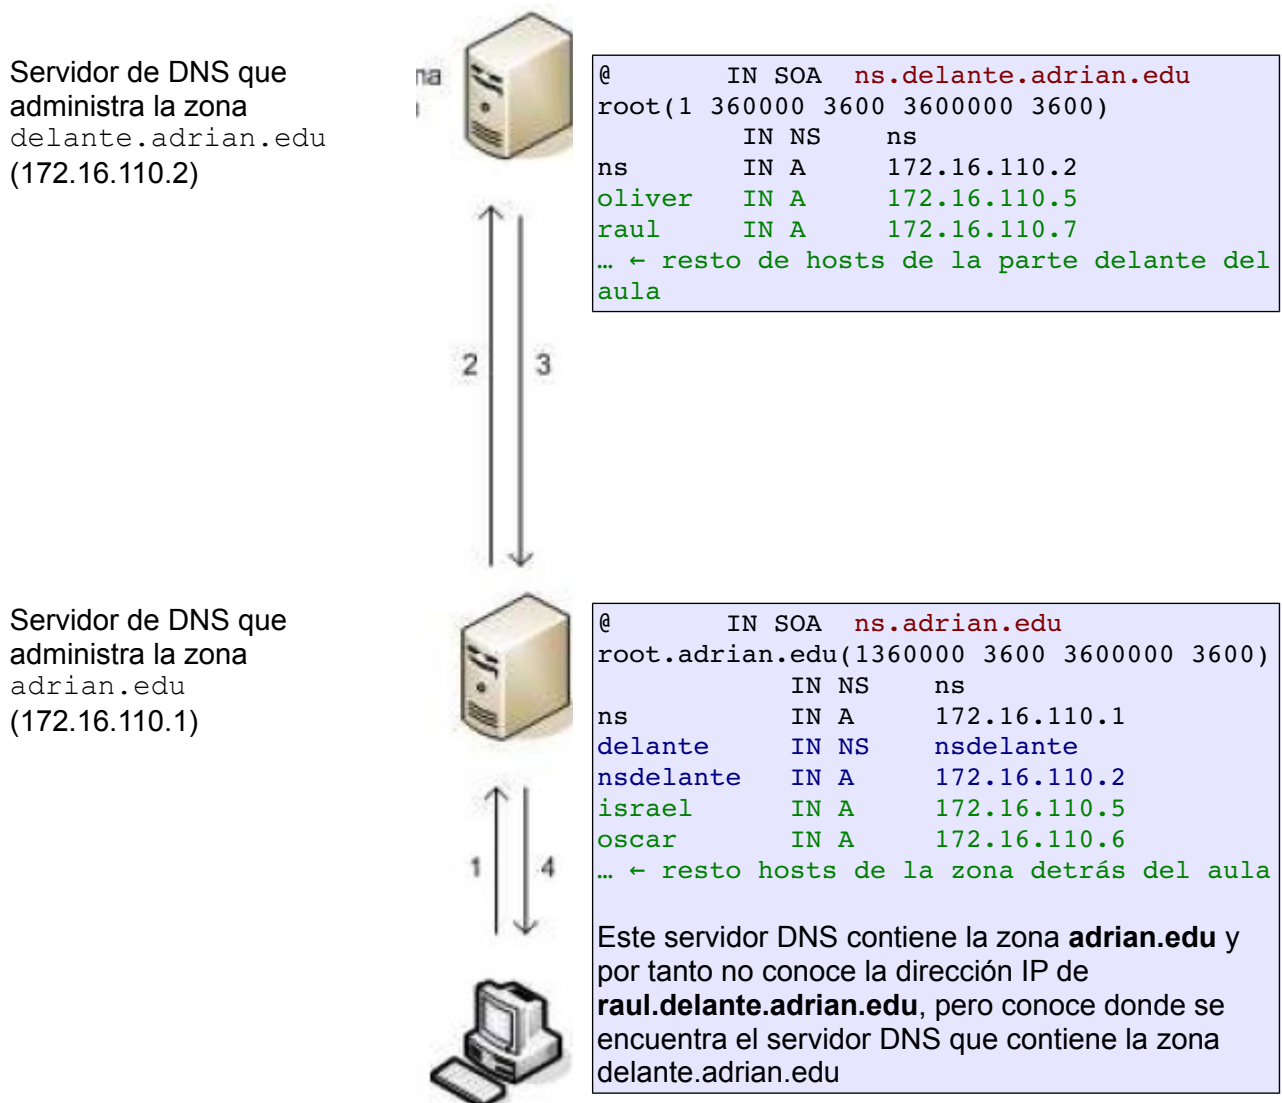 Servidor de DNS que
administra la zona
delante.adrian.edu
(172.16.110.2)
na
@ IN SOA ns.delante.adrian.edu
root(1 360000 3600 3600000 3600)
IN NS ns
ns IN A 172.16.110.2
oliver IN A 172.16.110.5
raul IN A 172.16.110.7
… ← resto de hosts de la parte delante del
aula
2 3
Servidor de DNS que
administra la zona
adrian.edu
(172.16.110.1)
@ IN SOA ns.adrian.edu
root.adrian.edu(1360000 3600 3600000 3600)
IN NS ns
ns IN A 172.16.110.1
delante IN NS nsdelante
nsdelante IN A 172.16.110.2
israel IN A 172.16.110.5
oscar IN A 172.16.110.6
… ← resto hosts de la zona detrás del aula
1 4
Este servidor DNS contiene la zona adrian.edu y
por tanto no conoce la dirección IP de
raul.delante.adrian.edu, pero conoce donde se
encuentra el servidor DNS que contiene la zona
delante.adrian.edu